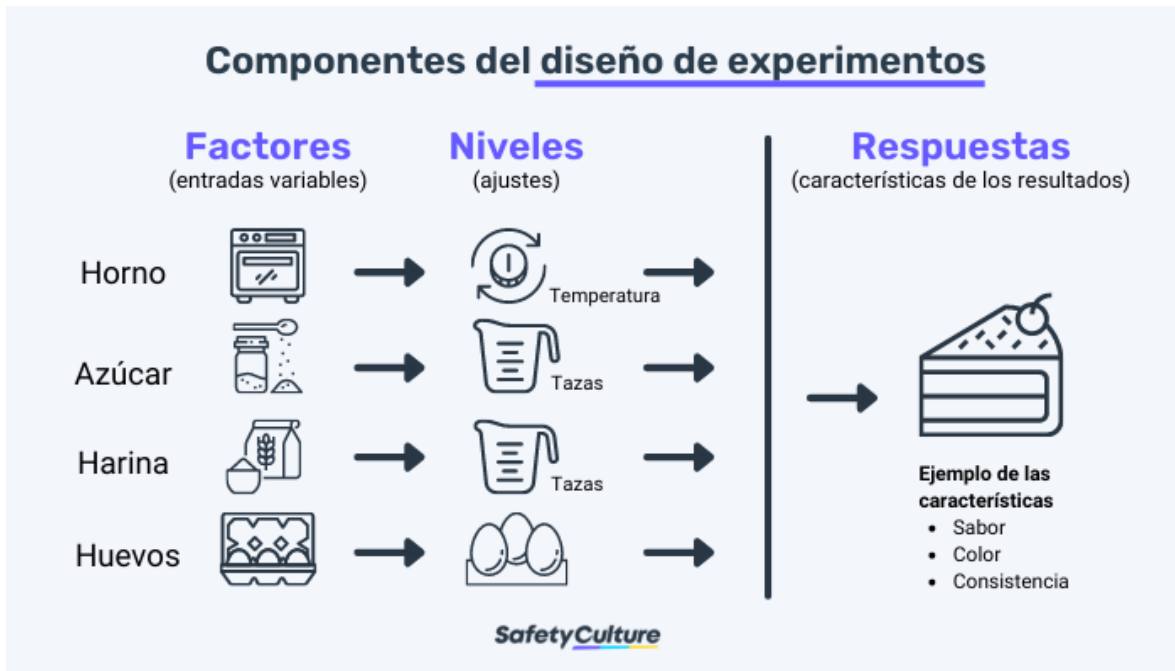 Componentes del diseño de experimentos
Factores
(entradas variables)
Niveles
(ajustes)
Respuestas
(características de los resultados)
Horno
Temperatura
Azúcar
Tazas
Harina
Tazas
Huevos
Ejemplo de las
características
• Sabor
• Color
• Consistencia
SafetyCulture